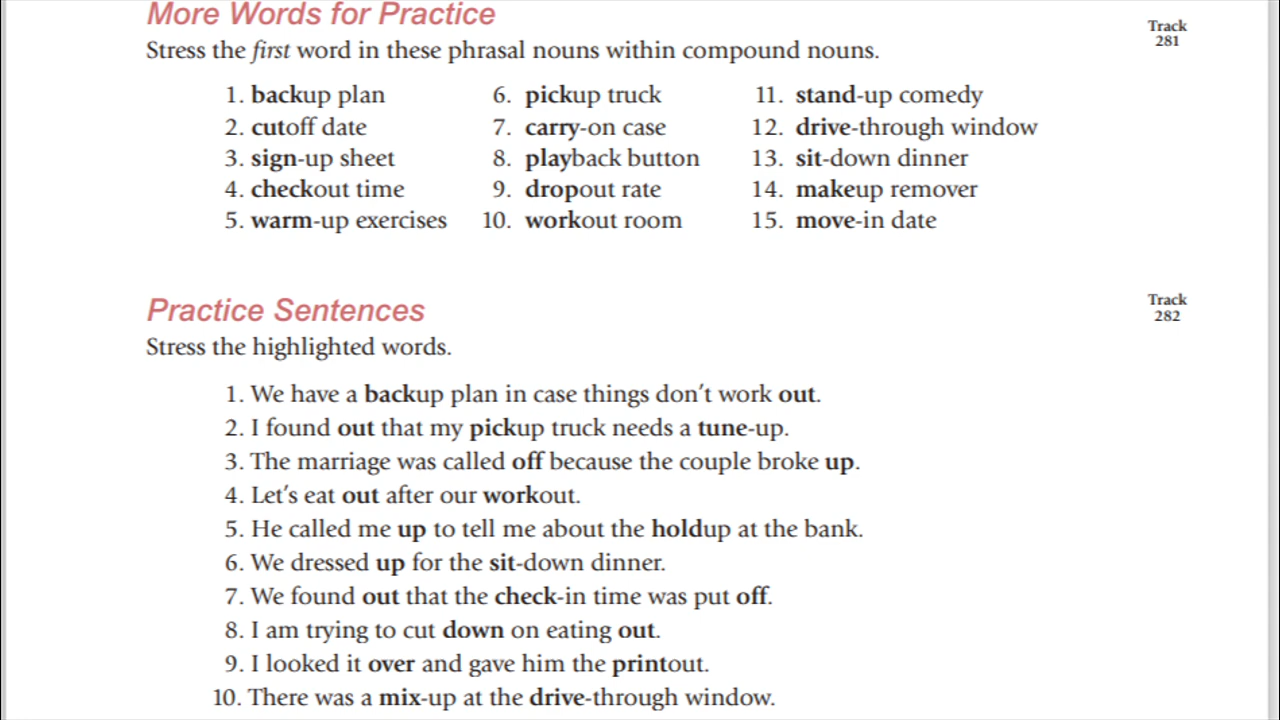 More Words for Practice
Track
281
Stress the first word in these phrasal nouns within compound nouns.
1. backup plan
2. cutoff date
3. sign-up sheet
4. checkout time
5. warm-up exercises
6. pickup truck
7. carry-on case
8. playback button
9. dropout rate
10. workout room
11. stand-up comedy
12. drive-through window
13. sit-down dinner
14. makeup remover
15. move-in date
Practice Sentences
Track
282
Stress the highlighted words.
1. We have a backup plan in case things don’t work out.
2. I found out that my pickup truck needs a tune-up.
3. The marriage was called off because the couple broke up.
4. Let’s eat out after our workout.
5. He called me up to tell me about the holdup at the bank.
6. We dressed up for the sit-down dinner.
7. We found out that the check-in time was put off.
8. I am trying to cut down on eating out.
9. I looked it over and gave him the printout.
10. There was a mix-up at the drive-through window.